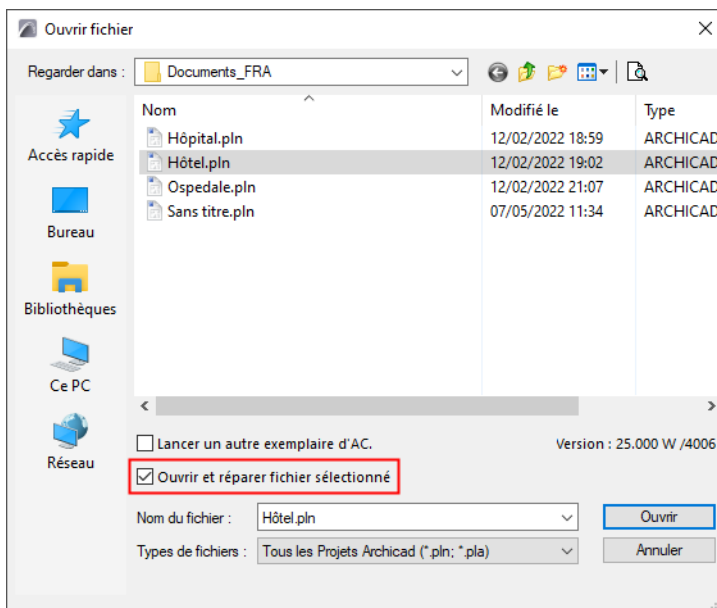 Ouvrir fichier
Regarder dans : Documents_FRA
Nom Modifié le Type
Hôpital.pln 12/02/2022 18:59 ARCHICAD
Hôtel.pln 12/02/2022 19:02 ARCHICAD
Ospedale.pln 12/02/2022 21:07 ARCHICAD
Sans titre.pln 07/05/2022 11:34 ARCHICAD
Accès rapide
Bureau
Bibliothèques
Ce PC
Réseau
Lancer un autre exemplaire d'AC. Version : 25.000 W /4006
Ouvrir et réparer fichier sélectionné
Nom du fichier : Hôtel.pln Ouvrir
Types de fichiers : Tous les Projets Archicad (*.pln; *.pla) Annuler